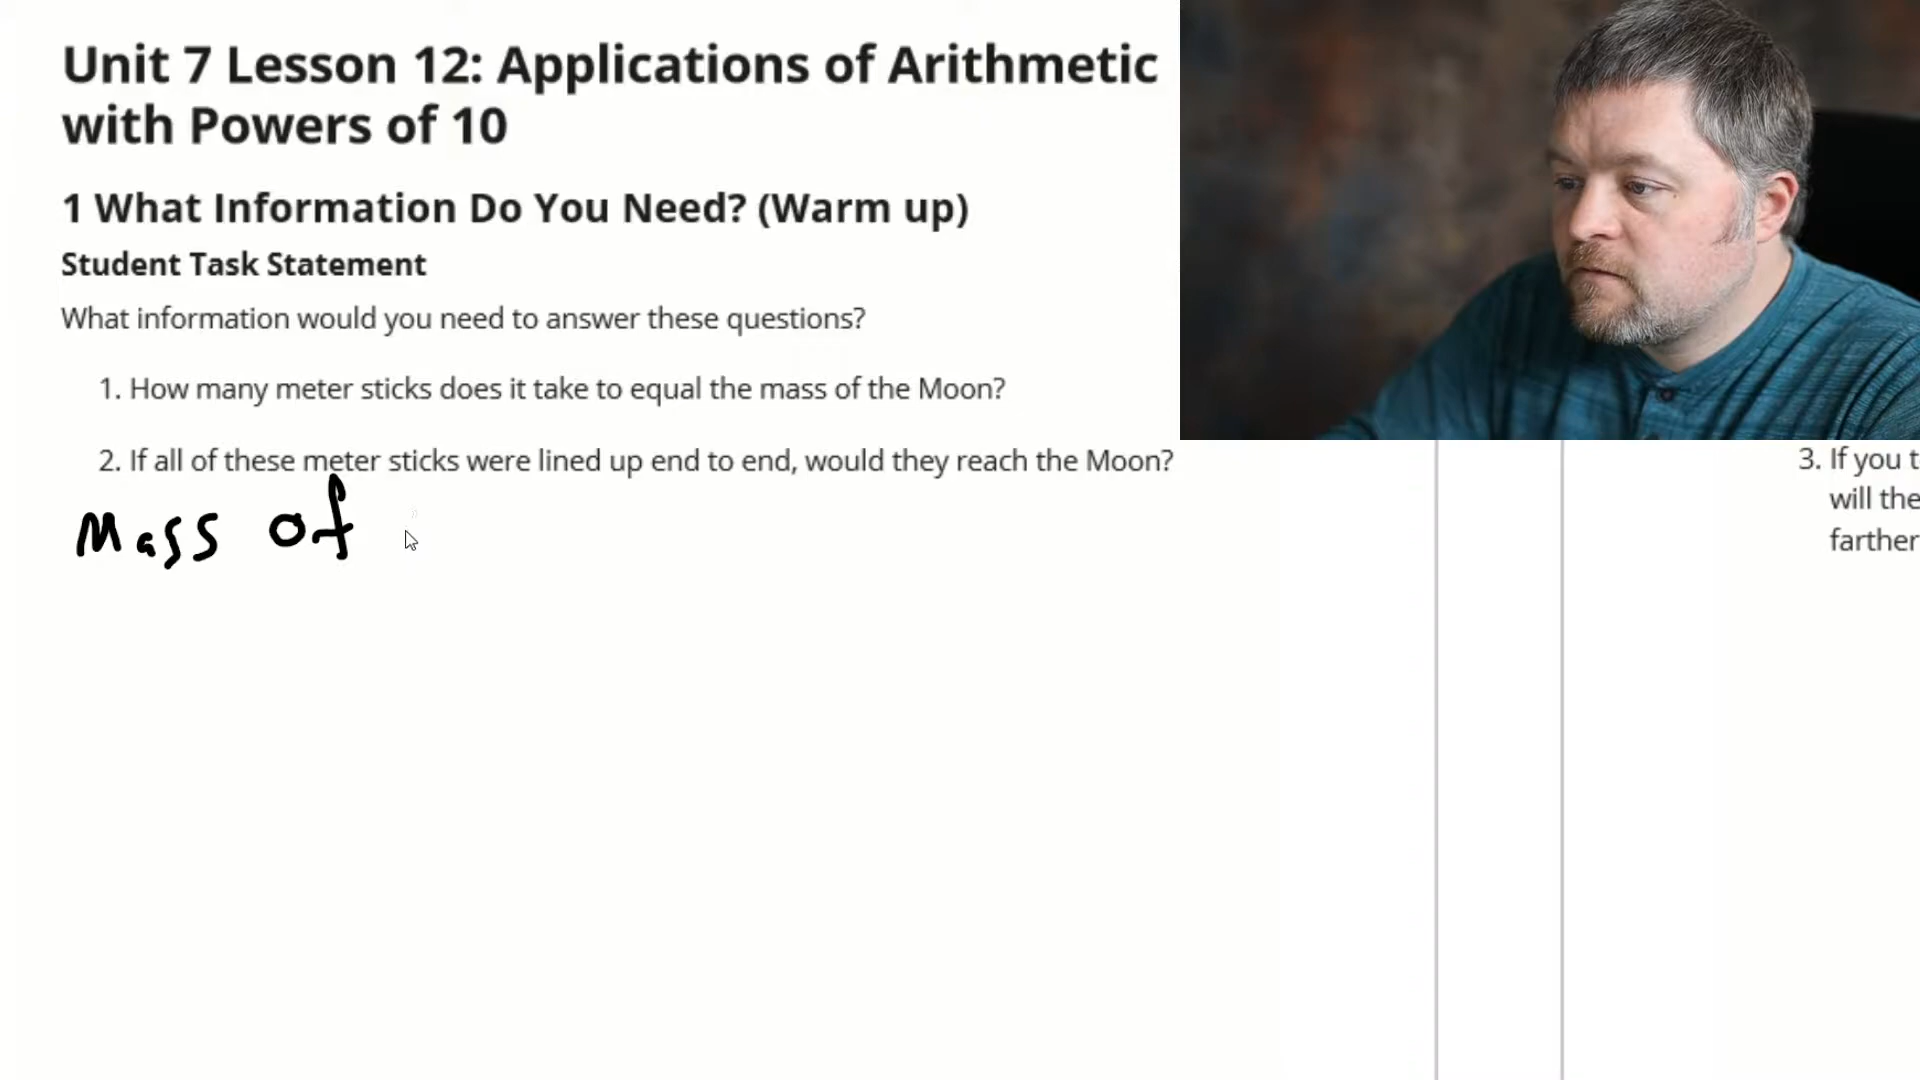 Unit 7 Lesson 12: Applications of Arithmetic
with Powers of 10
1 What Information Do You Need? (Warm up)
Student Task Statement
What information would you need to answer these questions?
1. How many meter sticks does it take to equal the mass of the Moon?
2. If all of these meter sticks were lined up end to end, would they reach the Moon?
Mass of
3. If you t
will the
farther